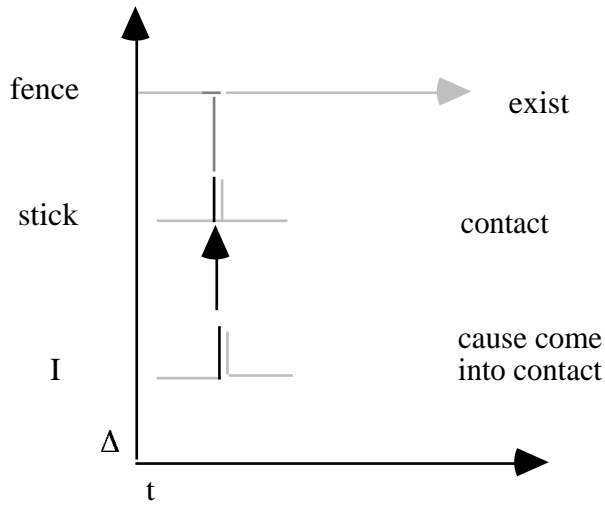 fence
exist
stick
contact
I
cause come
into contact
Δ
t